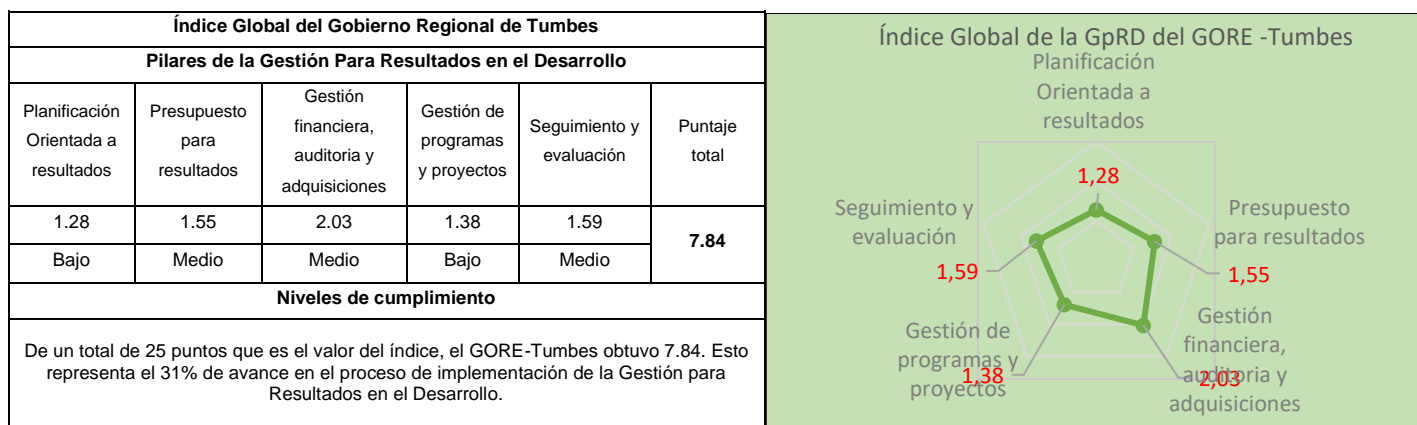 Índice Global del Gobierno Regional de Tumbes
Pilares de la Gestión Para Resultados en el Desarrollo
Planificación
Orientada a
resultados
Presupuesto
para
resultados
Gestión
financiera,
auditoria y
adquisiciones
Gestión de
programas
y proyectos
Seguimiento y
evaluación
Puntaje
total
1.28
1.55
2.03
1.38
1.59
7.84
Bajo
Medio
Medio
Bajo
Medio
Niveles de cumplimiento
De un total de 25 puntos que es el valor del índice, el GORE-Tumbes obtuvo 7.84. Esto
representa el 31% de avance en el proceso de implementación de la Gestión para
Resultados en el Desarrollo.
Índice Global de la GpRD del GORE -Tumbes
Planificación
Orientada a
resultados
1,28
Presupuesto
para resultados
1,55
Gestión
financiera,
auditoria y
adquisiciones
2,03
Gestión de
programas y
proyectos
1,38
Seguimiento y
evaluación
1,59